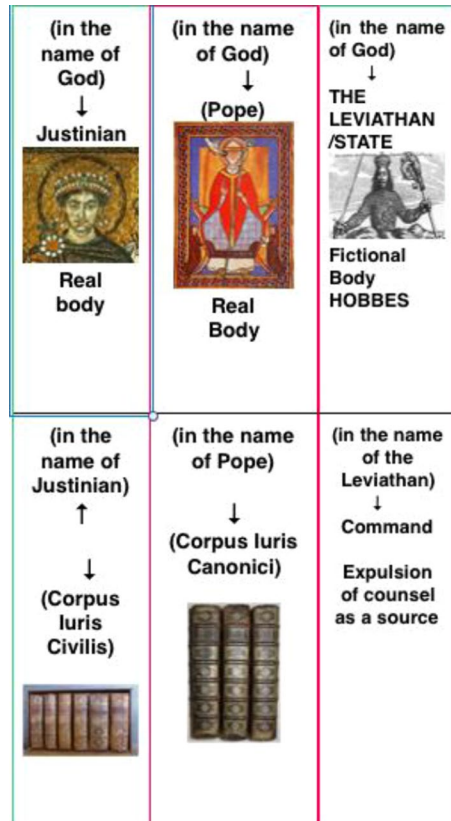 (in the
name of
God)
↓
Justinian
Real
body
(in the name
of God)
↓
(Pope)
Real
Body
(in the name
of God)
↓
THE
LEVIATHAN
/STATE
Fictional
Body
HOBBES
(in the
name of
Justinian)
↑
↓
(Corpus
Iuris
Civilis)
(in the name
of Pope)
↓
(Corpus Iuris
Canonici)
(in the name
of the
Leviathan)
↓
Command
Expulsion
of counsel
as a source